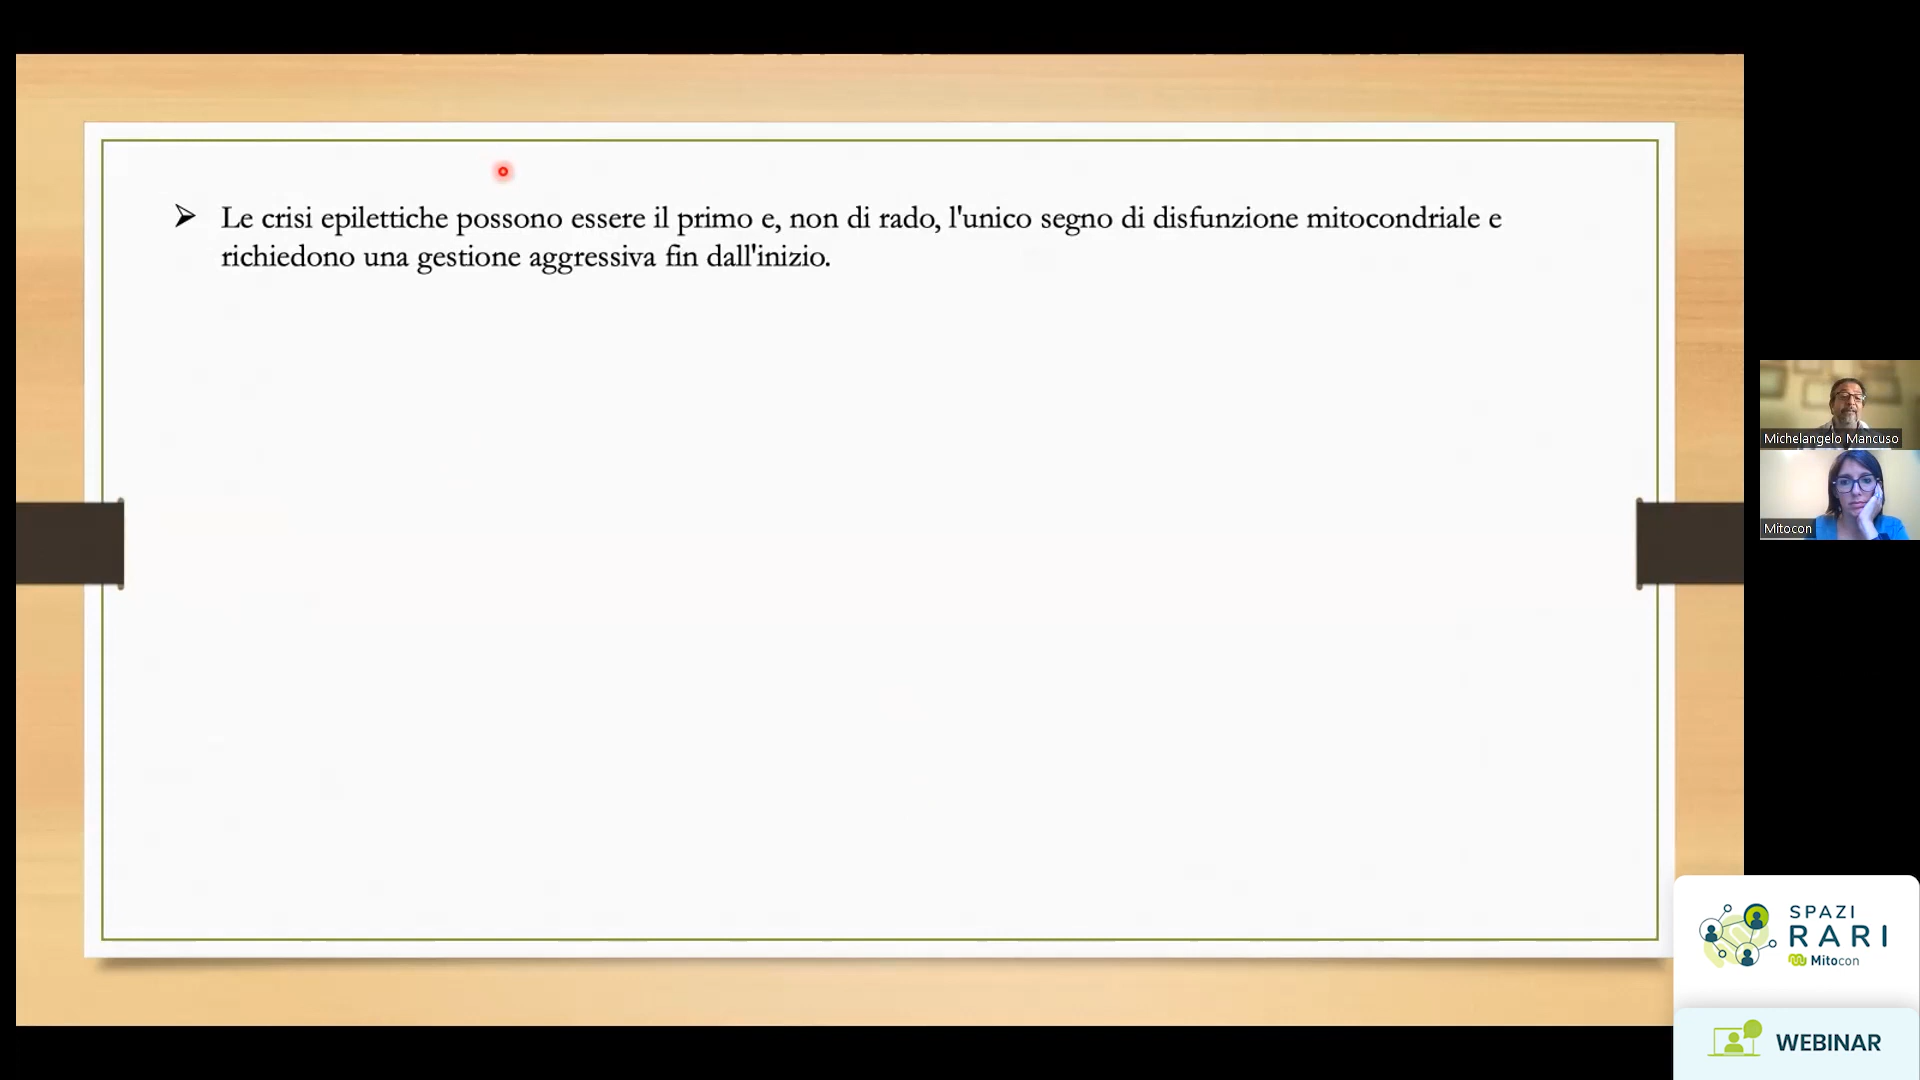 ➤ Le crisi epilettiche possono essere il primo e, non di rado, l'unico segno di disfunzione mitocondriale e
richiedono una gestione aggressiva fin dall'inizio.
Michelangelo Mancuso
Mitocon
SPAZI
RARI
Mitocon
WEBINAR